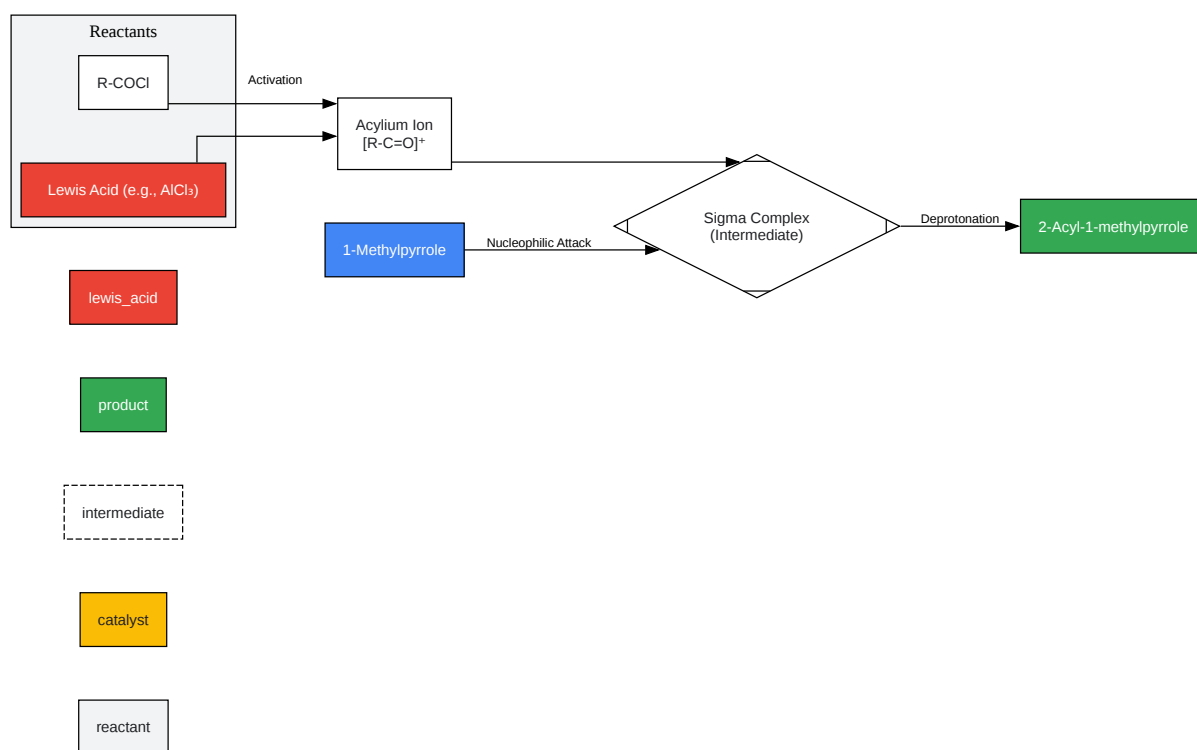 Reactants
R-COCl
Activation
Acylium Ion
[R-C=O]⁺
Lewis Acid (e.g., AlCl₃)
1-Methylpyrrole
Nucleophilic Attack
Sigma Complex
(Intermediate)
Deprotonation
2-Acyl-1-methylpyrrole
lewis_acid
product
intermediate
catalyst
reactant